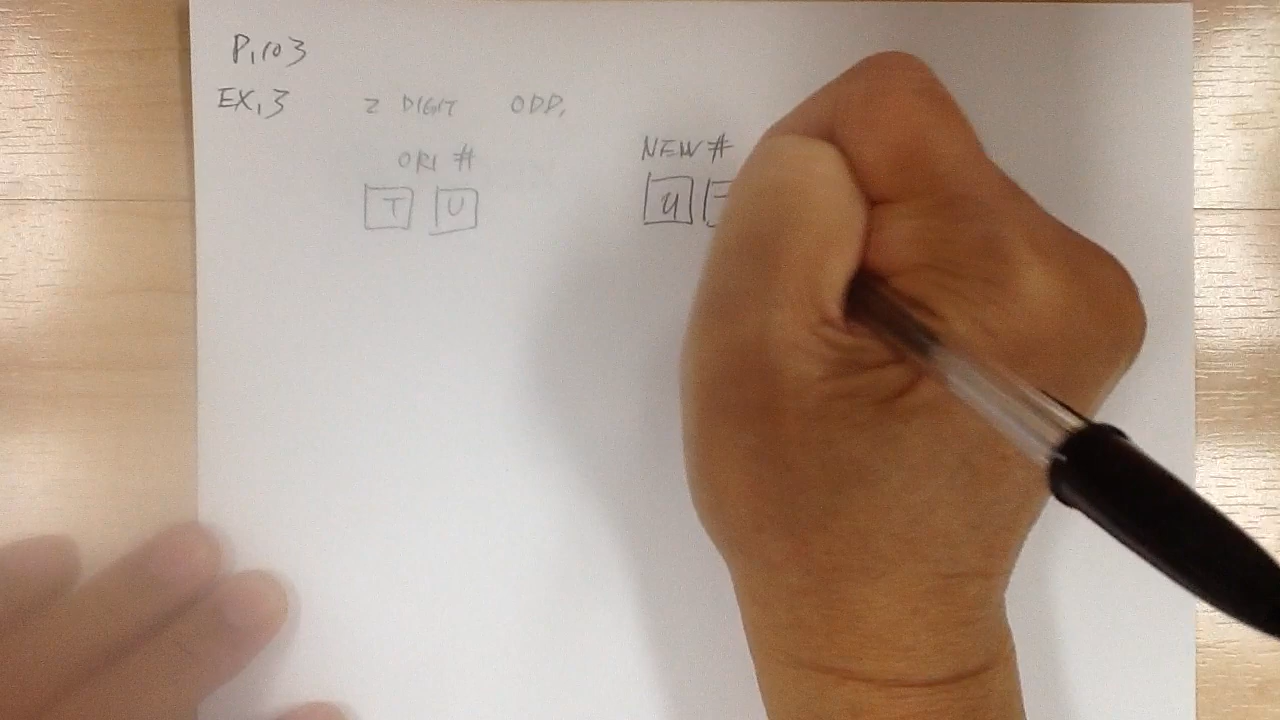 P.103
EX.3 2 DIGIT ODD.
ORI # NEW #
T U U